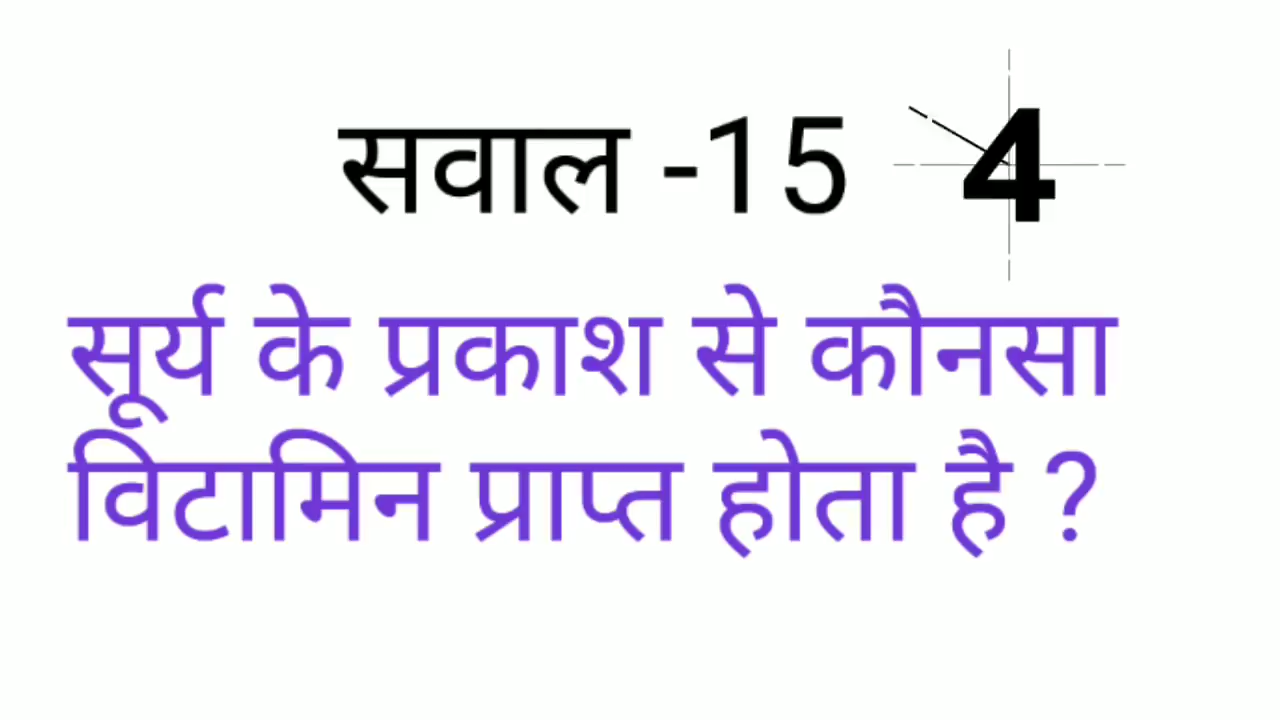 सवाल -15 4
सूर्य के प्रकाश से कौनसा
विटामिन प्राप्त होता है ?